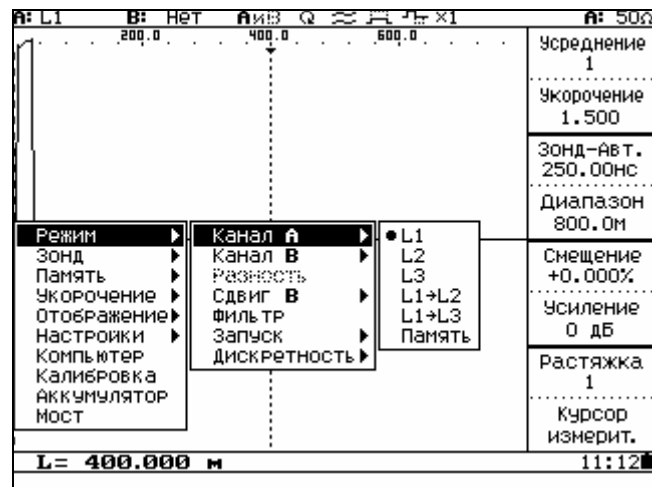 A: L1 B: Нет АиВ Q ×1 A: 50Ω
200.0 400.0 600.0
Усреднение
1
Укорочение
1.500
Зонд-Авт.
250.00нс
Диапазон
800.0м
Смещение
+0.000%
Усиление
0 дБ
Растяжка
1
Курсор
измерит.
Режим
Зонд
Память
Укорочение
Отображение
Настройки
Компьютер
Калибровка
Аккумулятор
Мост
Канал А
Канал В
Разность
Сдвиг В
Фильтр
Запуск
Дискретность
L1
L2
L3
L1→L2
L1→L3
Память
L= 400.000 м 11:12